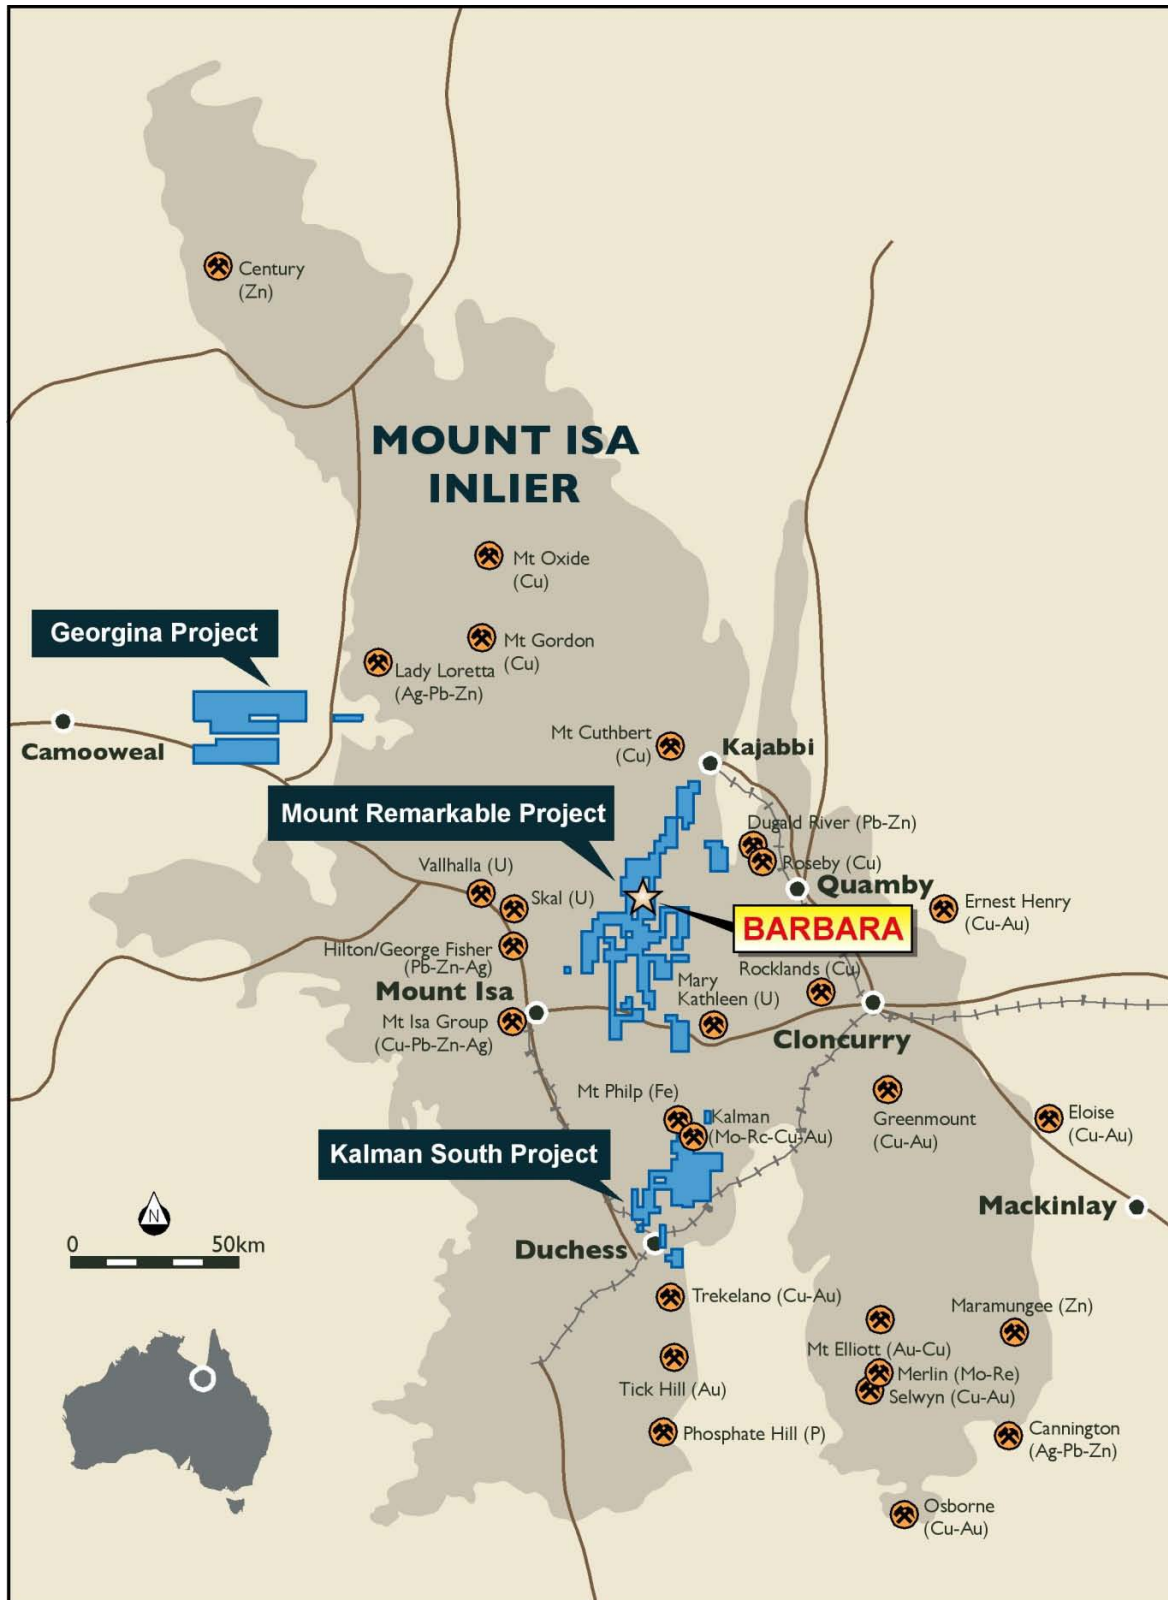 Century
(Zn)
MOUNT ISA
INLIER
Mt Oxide
(Cu)
Georgina Project
Mt Gordon
(Cu)
Lady Loretta
(Ag-Pb-Zn)
Camooweal
Mt Cuthbert
(Cu)
Kajabbi
Mount Remarkable Project
Dugald River (Pb-Zn)
Roseby (Cu)
Vallhalla (U)
Skal (U)
Quamby
Ernest Henry
(Cu-Au)
BARBARA
Hilton/George Fisher
(Pb-Zn-Ag)
Rocklands (Cu)
Mary
Kathleen (U)
Mount Isa
Mt Isa Group
(Cu-Pb-Zn-Ag)
Cloncurry
Mt Philp (Fe)
Kalman
(Mo-Rc-Cu-Au)
Greenmount
(Cu-Au)
Eloise
(Cu-Au)
Kalman South Project
Mackinlay
N
0 50km
Duchess
Trekelano (Cu-Au)
Maramungee (Zn)
Mt Elliott (Au-Cu)
Merlin (Mo-Re)
Tick Hill (Au)
Selwyn (Cu-Au)
Phosphate Hill (P)
Cannington
(Ag-Pb-Zn)
Osborne
(Cu-Au)